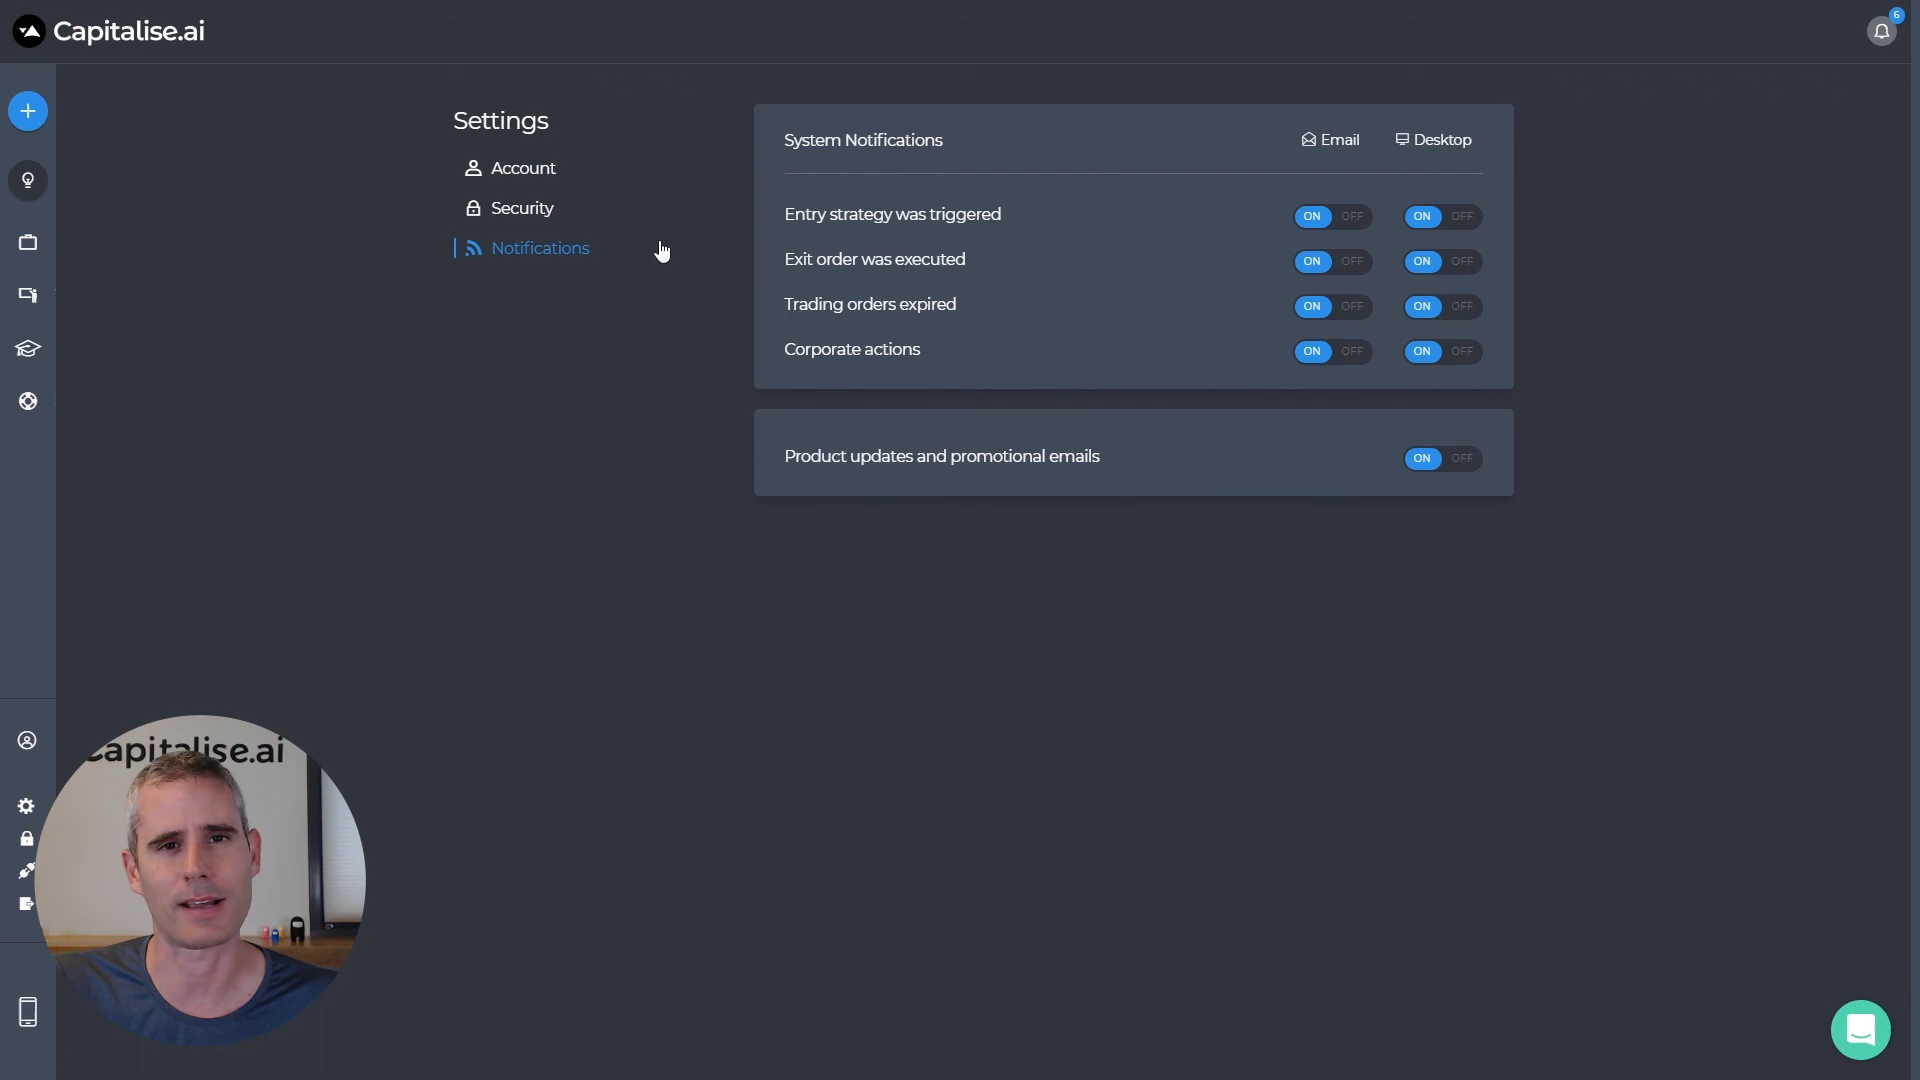 Capitalise.ai
6
Settings
Account
Security
Notifications
System Notifications Email Desktop
Entry strategy was triggered ON OFF ON OFF
Exit order was executed ON OFF ON OFF
Trading orders expired ON OFF ON OFF
Corporate actions ON OFF ON OFF
Product updates and promotional emails ON OFF
Capitalise.ai